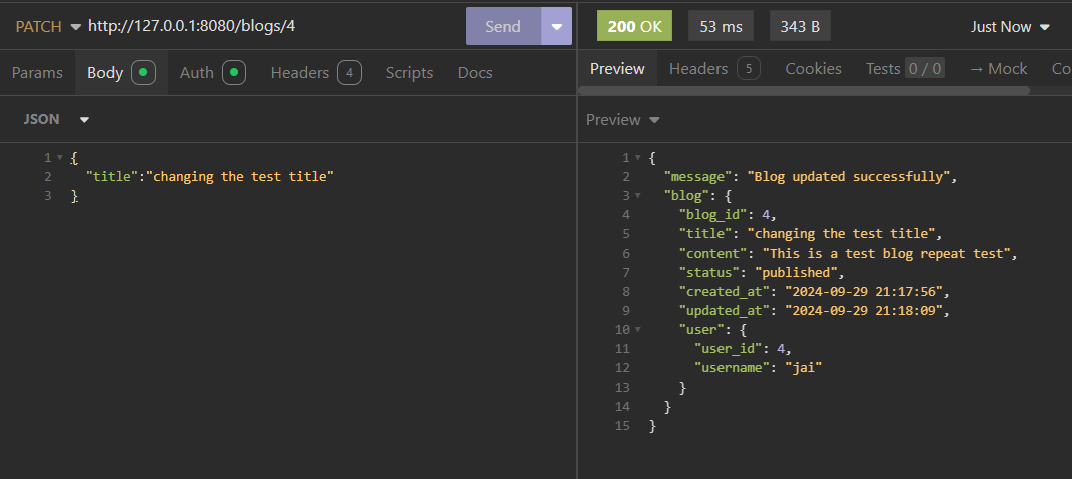 PATCH http://127.0.0.1:8080/blogs/4 Send
200 OK 53 ms 343 B Just Now
Params Body Auth Headers 4 Scripts Docs
Preview Headers 5 Cookies Tests 0 / 0 → Mock Co
JSON
Preview
1 {
2 "title":"changing the test title"
3 }
1 {
2 "message": "Blog updated successfully",
3 "blog": {
4 "blog_id": 4,
5 "title": "changing the test title",
6 "content": "This is a test blog repeat test",
7 "status": "published",
8 "created_at": "2024-09-29 21:17:56",
9 "updated_at": "2024-09-29 21:18:09",
10 "user": {
11 "user_id": 4,
12 "username": "jai"
13 }
14 }
15 }